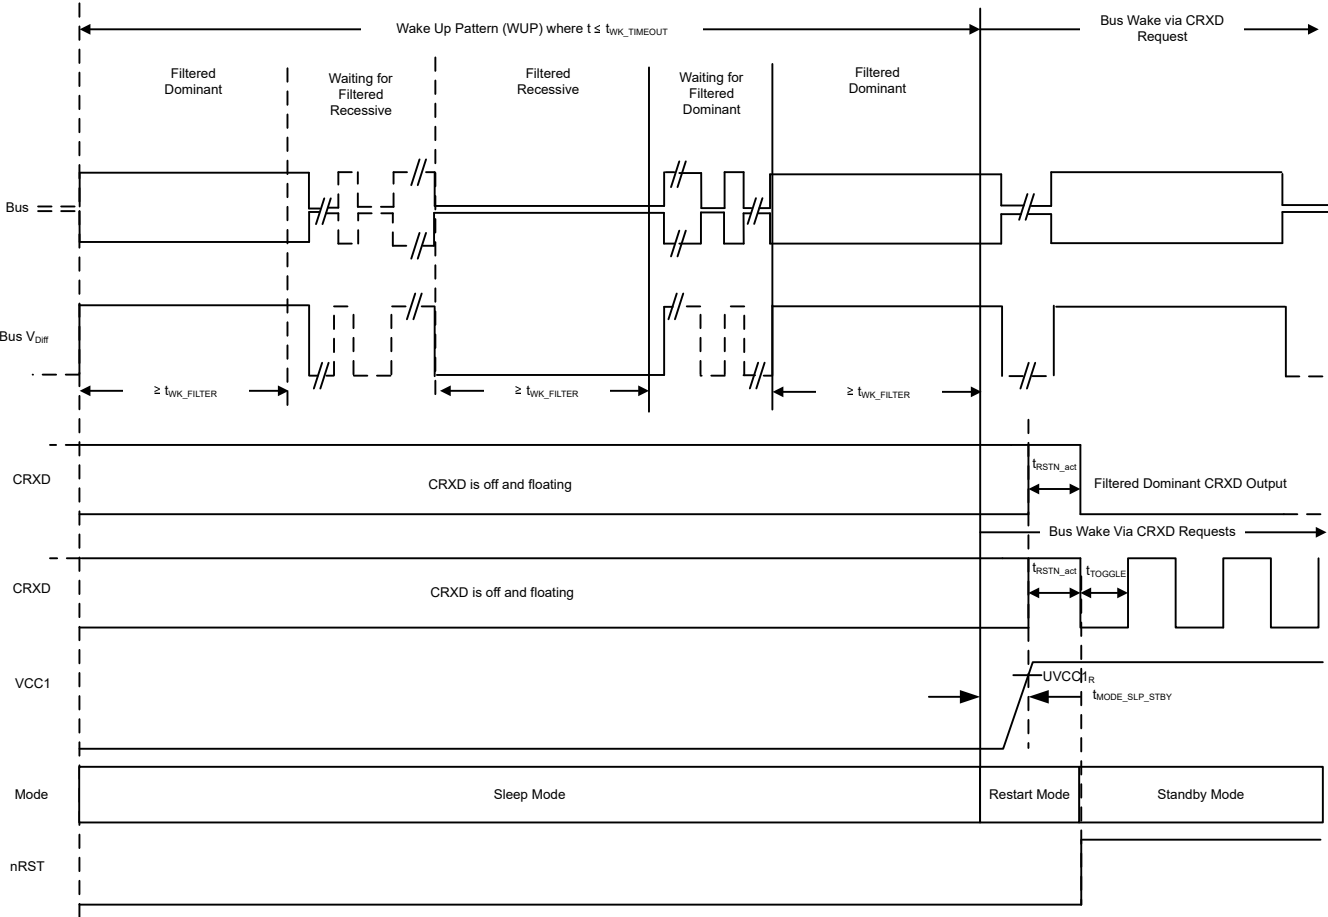 Wake Up Pattern (WUP) where t ≤ tWK_TIMEOUT
Bus Wake via CRXD
Request
Filtered
Dominant
Waiting for
Filtered
Recessive
Filtered
Recessive
Waiting for
Filtered
Dominant
Filtered
Dominant
Bus
Bus VDiff
≥ tWK_FILTER
≥ tWK_FILTER
≥ tWK_FILTER
CRXD
CRXD is off and floating
tRSTN_act
Filtered Dominant CRXD Output
Bus Wake Via CRXD Requests
CRXD
CRXD is off and floating
tRSTN_act
tTOGGLE
VCC1
UVCC1R
tMODE_SLP_STBY
Mode
Sleep Mode
Restart Mode
Standby Mode
nRST